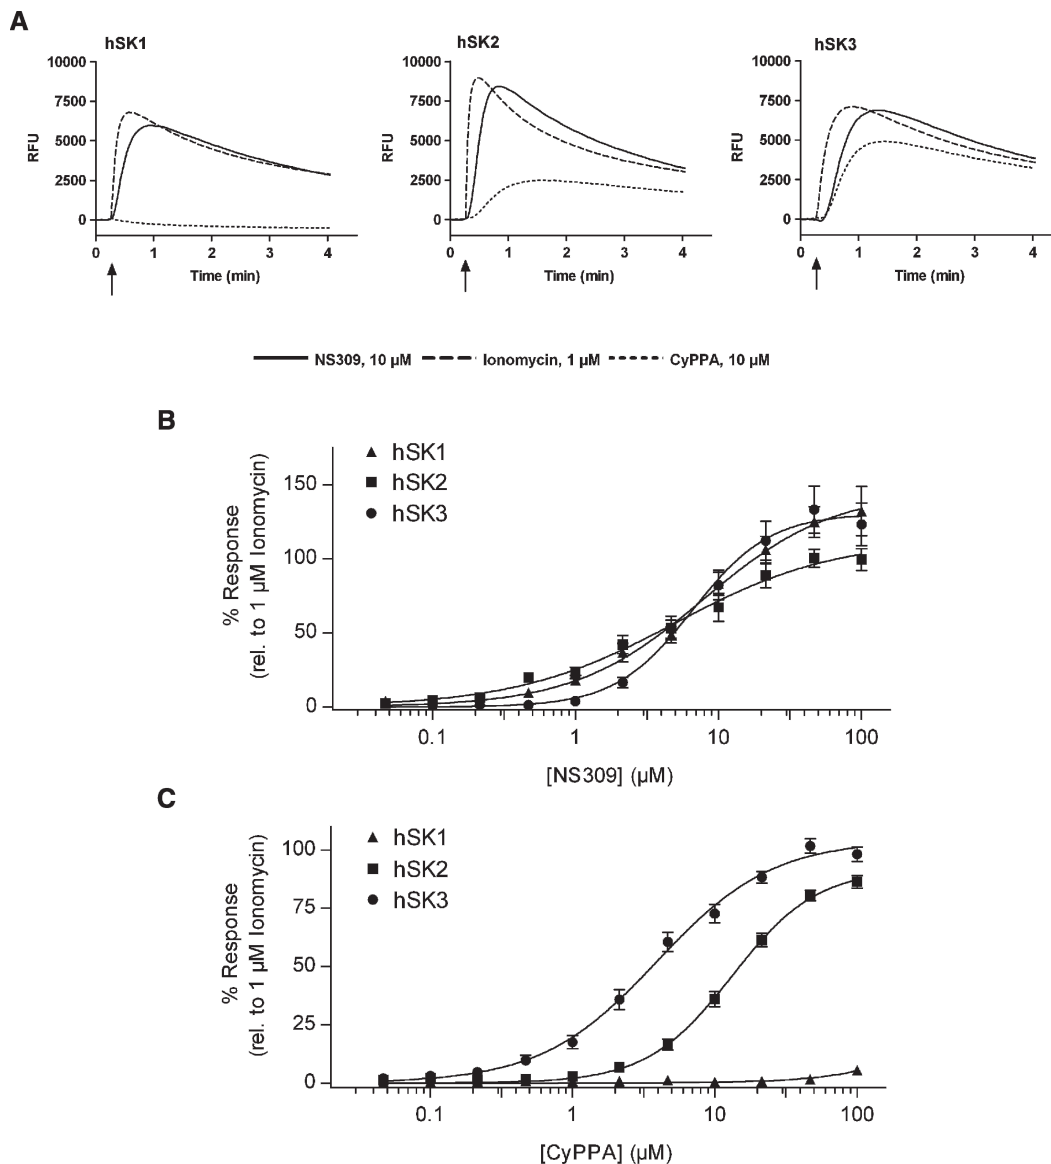 A
hSK1
hSK2
hSK3
10000
7500
5000
2500
0
RFU
0
1
2
3
4
Time (min)
10000
7500
5000
2500
0
RFU
0
1
2
3
4
Time (min)
10000
7500
5000
2500
0
RFU
0
1
2
3
4
Time (min)
NS309, 10 µM
Ionomycin, 1 µM
CyPPA, 10 µM
B
hSK1
hSK2
hSK3
% Response
(rel. to 1 µM Ionomycin)
150
100
50
0
0.1
1
10
100
[NS309] (µM)
C
hSK1
hSK2
hSK3
% Response
(rel. to 1 µM Ionomycin)
100
75
50
25
0
0.1
1
10
100
[CyPPA] (µM)